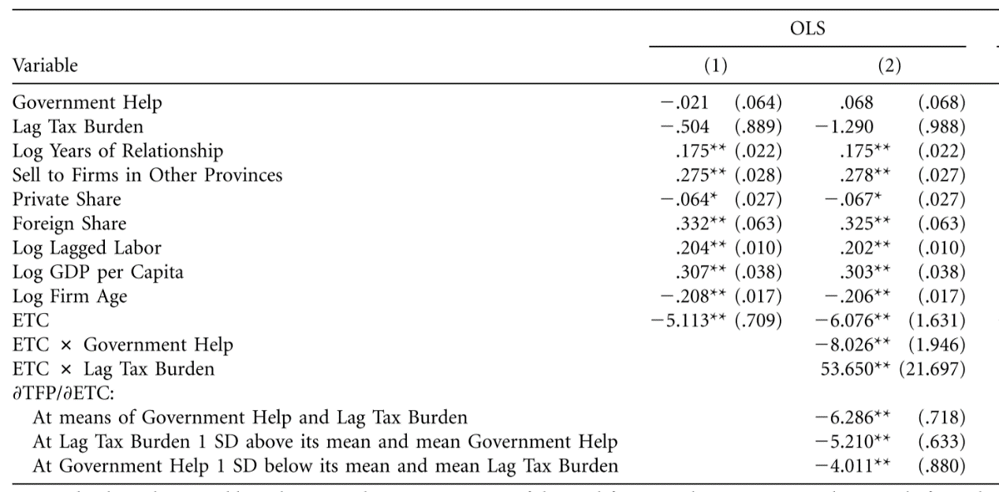 OLS
Variable (1) (2)
Government Help −.021 (.064) .068 (.068)
Lag Tax Burden −.504 (.889) −1.290 (.988)
Log Years of Relationship .175** (.022) .175** (.022)
Sell to Firms in Other Provinces .275** (.028) .278** (.027)
Private Share −.064* (.027) −.067* (.027)
Foreign Share .332** (.063) .325** (.063)
Log Lagged Labor .204** (.010) .202** (.010)
Log GDP per Capita .307** (.038) .303** (.038)
Log Firm Age −.208** (.017) −.206** (.017)
ETC −5.113** (.709) −6.076** (1.631)
ETC × Government Help −8.026** (1.946)
ETC × Lag Tax Burden 53.650** (21.697)
∂TFP/∂ETC:
At means of Government Help and Lag Tax Burden −6.286** (.718)
At Lag Tax Burden 1 SD above its mean and mean Government Help −5.210** (.633)
At Government Help 1 SD below its mean and mean Lag Tax Burden −4.011** (.880)